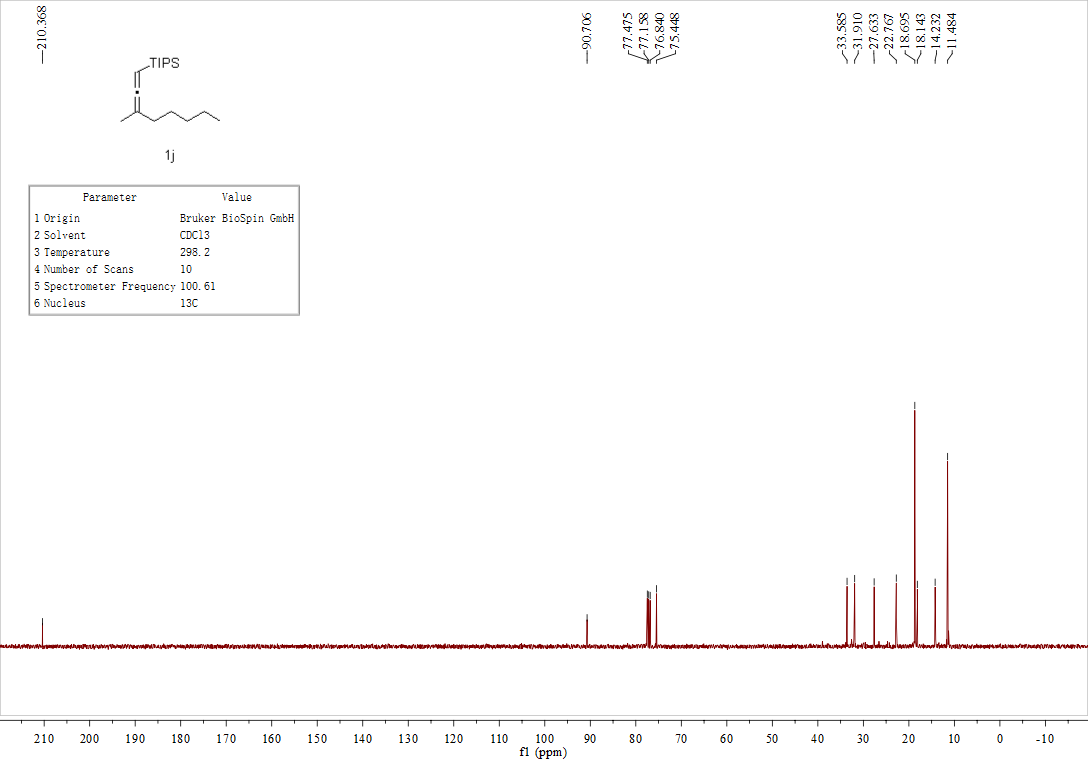 210.368
90.706
77.475
77.158
76.840
75.448
33.585
31.910
27.633
22.767
18.695
18.143
14.232
11.484
TIPS
1j
Parameter Value
1 Origin Bruker BioSpin GmbH
2 Solvent CDCl3
3 Temperature 298.2
4 Number of Scans 10
5 Spectrometer Frequency 100.61
6 Nucleus 13C
210 200 190 180 170 160 150 140 130 120 110 100 90 80 70 60 50 40 30 20 10 0 -10
f1 (ppm)